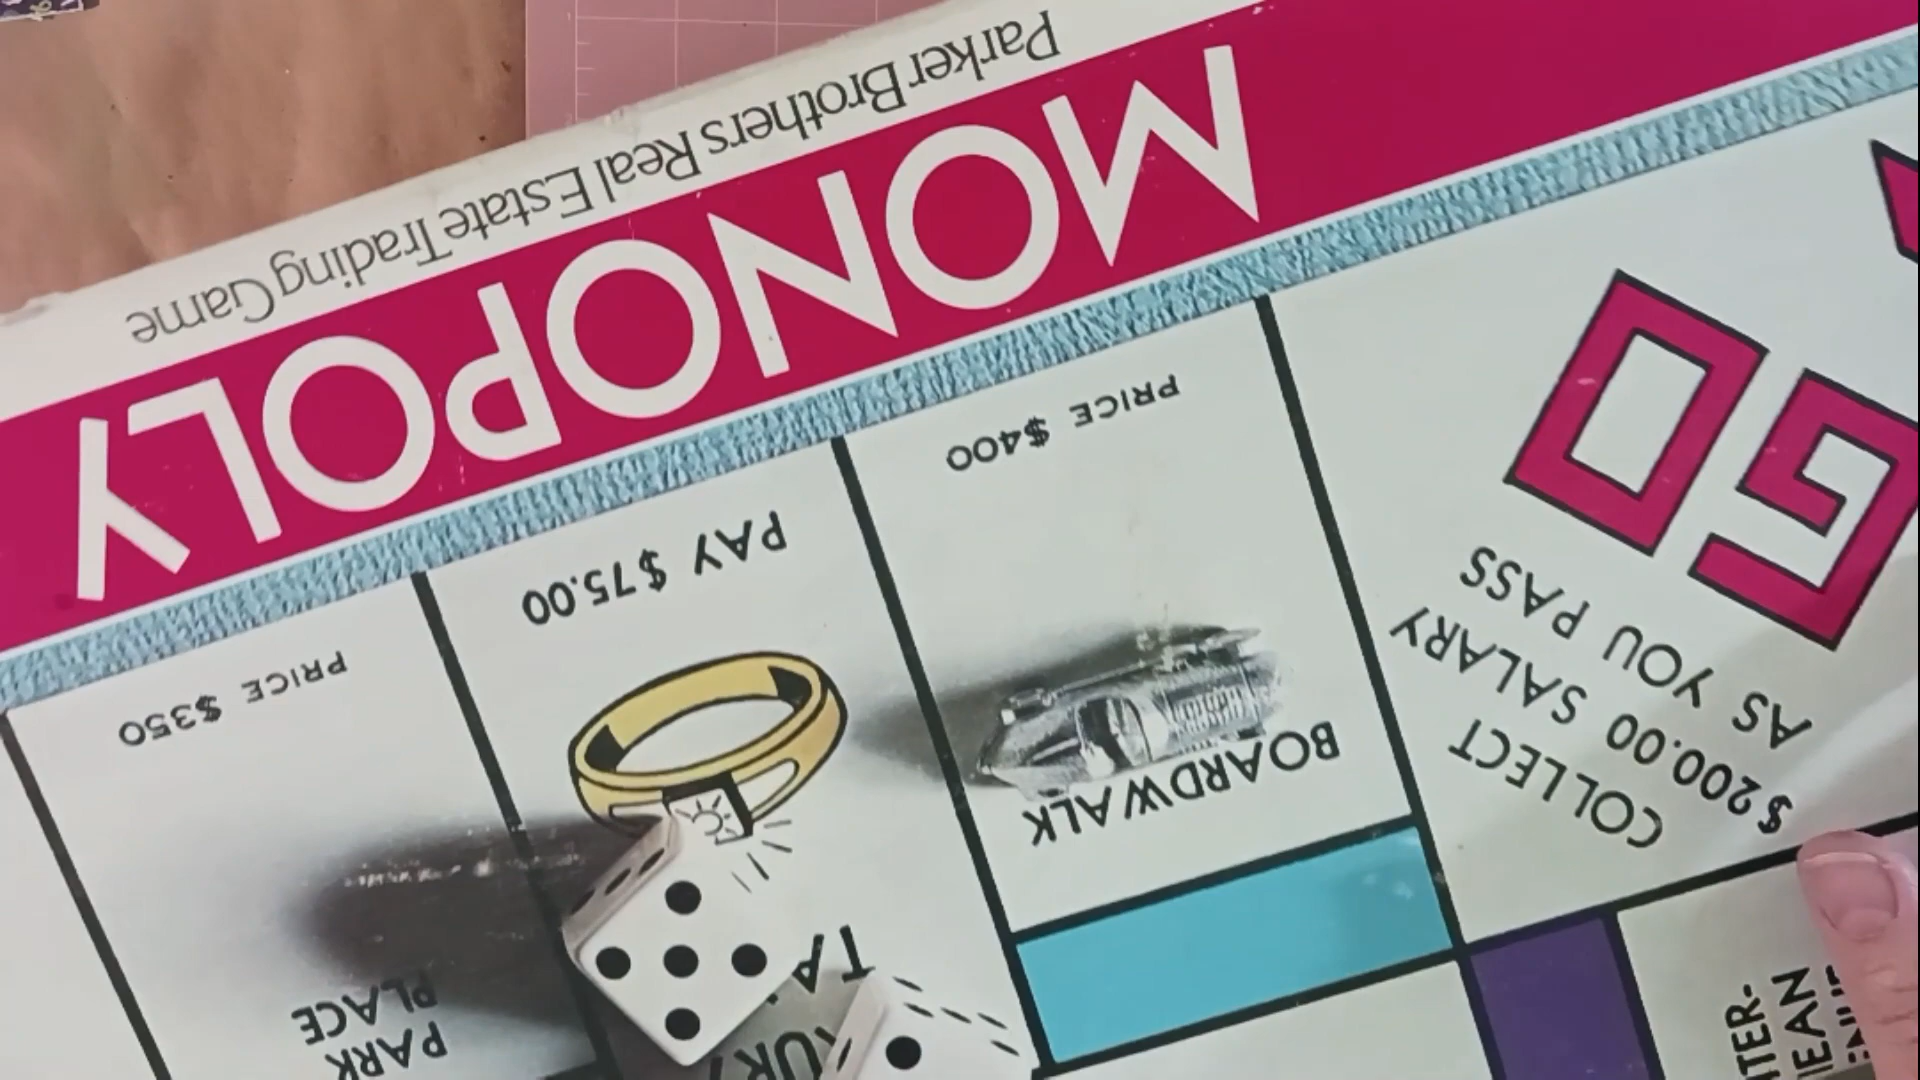 Parker Brothers Real Estate Trading Game
MONOPOLY
GO
COLLECT
$200.00 SALARY
AS YOU PASS
BOARDWALK
PRICE $400
PAY $75.00
PARK
PLACE
PRICE $350